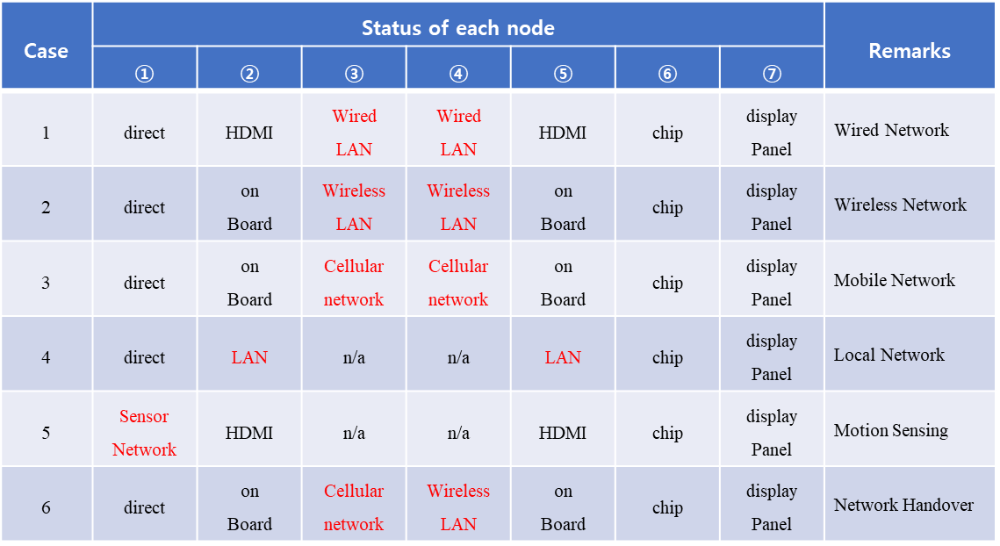 Case Status of each node Remarks
① ② ③ ④ ⑤ ⑥ ⑦
1 direct HDMI Wired LAN Wired LAN HDMI chip display Panel Wired Network
2 direct on Board Wireless LAN Wireless LAN on Board chip display Panel Wireless Network
3 direct on Board Cellular network Cellular network on Board chip display Panel Mobile Network
4 direct LAN n/a n/a LAN chip display Panel Local Network
5 Sensor Network HDMI n/a n/a HDMI chip display Panel Motion Sensing
6 direct on Board Cellular network Wireless LAN on Board chip display Panel Network Handover